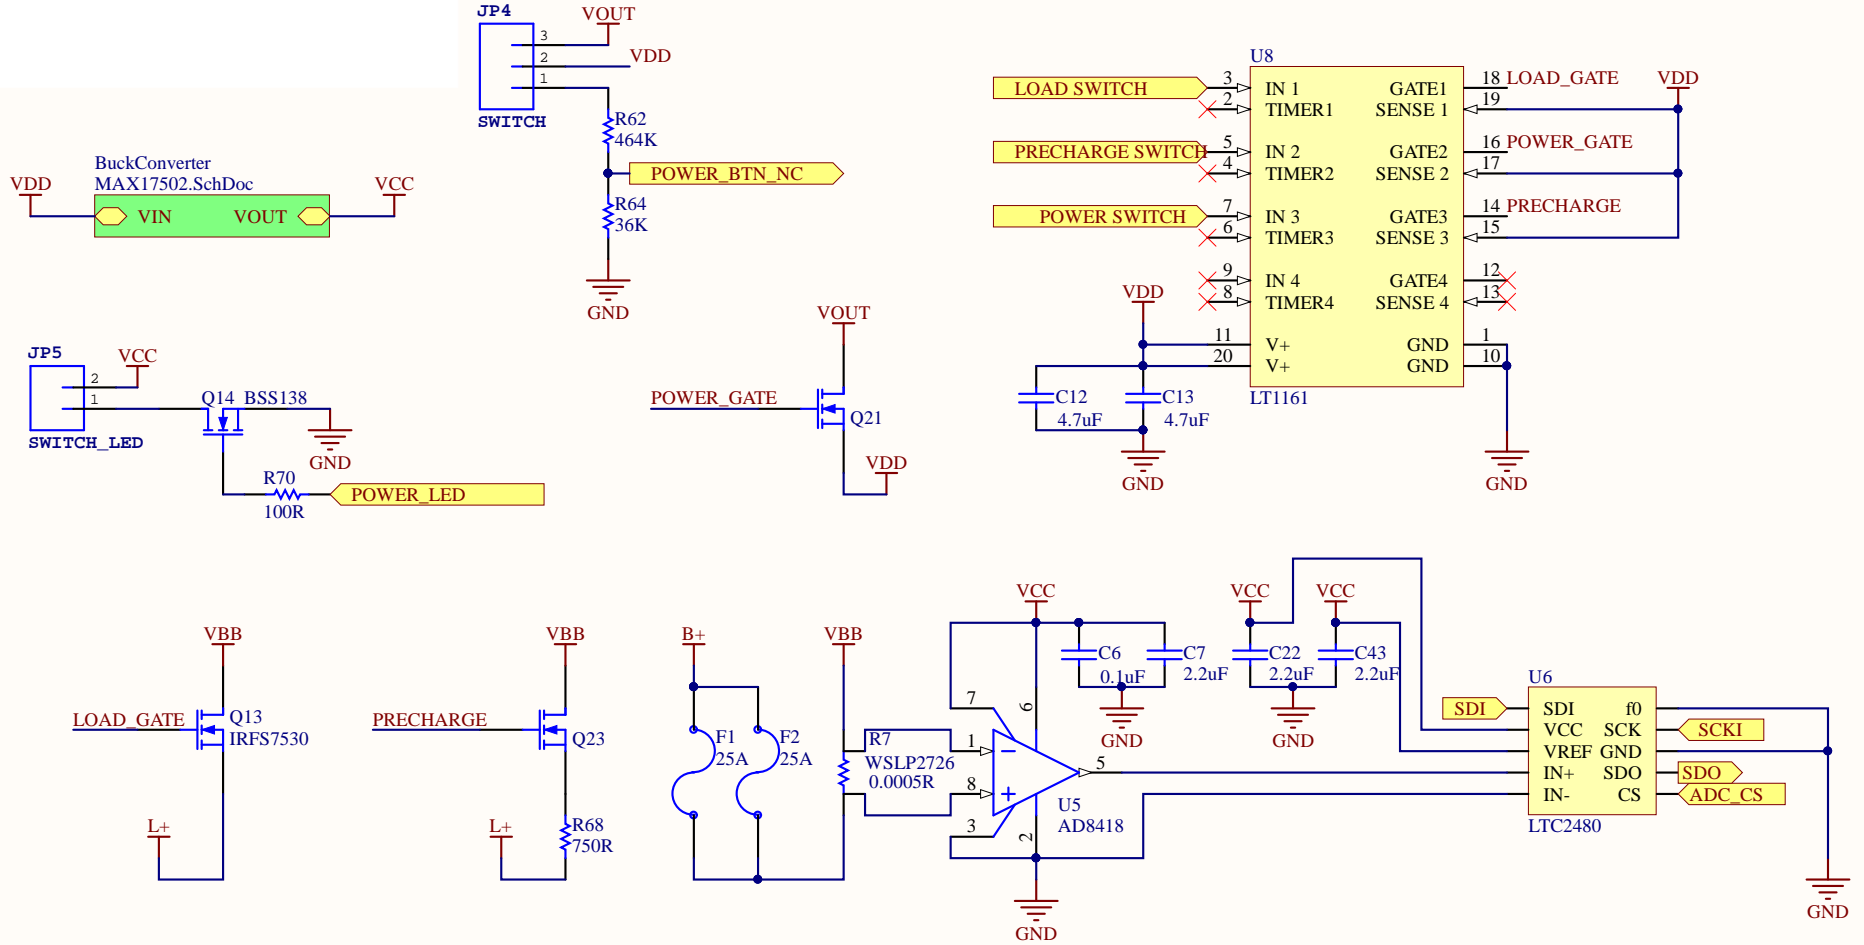 JP4
VOUT
3
2
VDD
1
SWITCH
R62
464K
POWER_BTN_NC
R64
36K
GND
BuckConverter
MAX17502.SchDoc
VDD
VCC
VIN
VOUT
U8
LOAD SWITCH
3
IN 1
GATE1
18
LOAD_GATE
VDD
2
TIMER1
SENSE 1
19
PRECHARGE SWITCH
5
IN 2
GATE2
16
POWER_GATE
4
TIMER2
SENSE 2
17
POWER SWITCH
7
IN 3
GATE3
14
PRECHARGE
6
TIMER3
SENSE 3
15
9
IN 4
GATE4
12
8
TIMER4
SENSE 4
13
VDD
11
V+
GND
1
20
V+
GND
10
LT1161
C12
4.7uF
C13
4.7uF
GND
GND
JP5
VCC
2
1
SWITCH_LED
Q14 BSS138
GND
R70
100R
POWER_LED
VOUT
POWER_GATE
Q21
VDD
VBB
LOAD_GATE
Q13
IRFS7530
L+
VBB
PRECHARGE
Q23
L+
R68
750R
B+
F1
25A
F2
25A
VBB
R7
WSLP2726
0.0005R
VCC
C6
0.1uF
C7
2.2uF
GND
7
6
1
8
5
3
2
U5
AD8418
GND
VCC
VCC
C22
2.2uF
C43
2.2uF
GND
U6
SDI
SDI
f0
VCC
SCK
SCKI
VREF
GND
IN+
SDO
SDO
IN-
CS
ADC_CS
LTC2480
GND